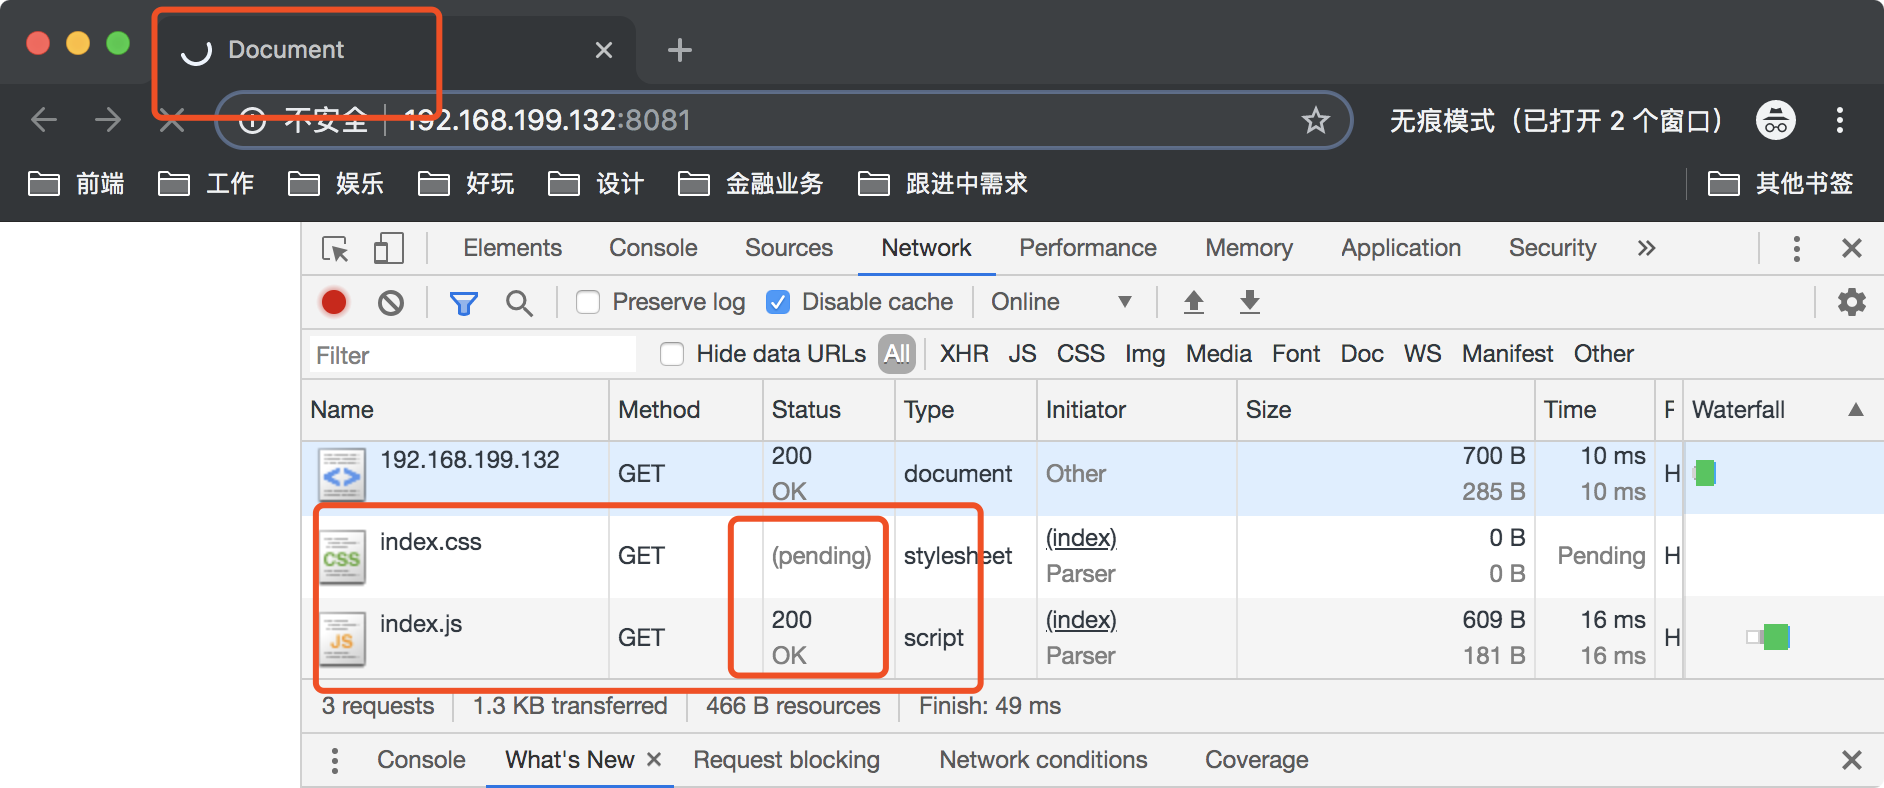 Document
不安全 192.168.199.132:8081 无痕模式（已打开 2 个窗口）
前端 工作 娱乐 好玩 设计 金融业务 跟进中需求 其他书签
Elements Console Sources Network Performance Memory Application Security
Preserve log Disable cache Online
Filter Hide data URLs All XHR JS CSS Img Media Font Doc WS Manifest Other
Name Method Status Type Initiator Size Time Waterfall
192.168.199.132 GET 200 OK document Other 700 B 285 B 10 ms 10 ms H
CSS index.css GET (pending) stylesheet (index) Parser 0 B 0 B Pending H
JS index.js GET 200 OK script (index) Parser 609 B 181 B 16 ms 16 ms H
3 requests 1.3 KB transferred 466 B resources Finish: 49 ms
Console What's New Request blocking Network conditions Coverage